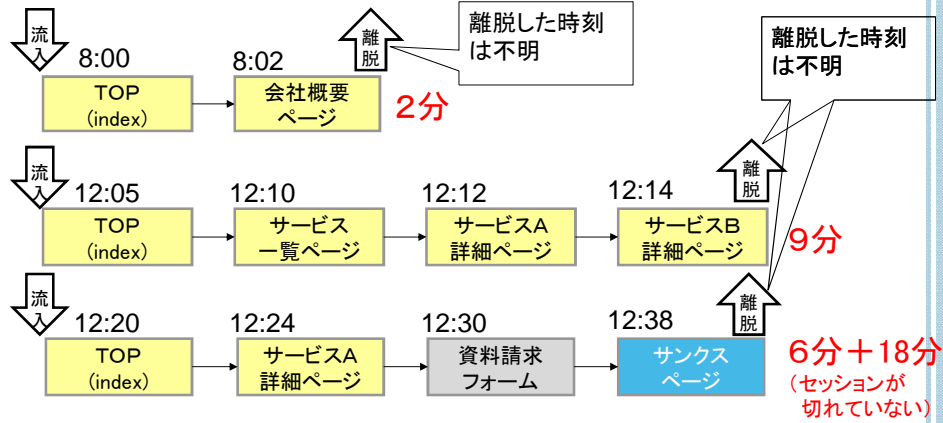 流
入
8:00
8:02
離
脱
離脱した時刻
は不明
離脱した時刻
は不明
TOP
(index)
会社概要
ページ
2分
流
入
12:05
12:10
12:12
12:14
離
脱
TOP
(index)
サービス
一覧ページ
サービスA
詳細ページ
サービスB
詳細ページ
9分
流
入
12:20
12:24
12:30
12:38
離
脱
TOP
(index)
サービスA
詳細ページ
資料請求
フォーム
サンクス
ページ
6分＋18分
(セッションが
切れていない)